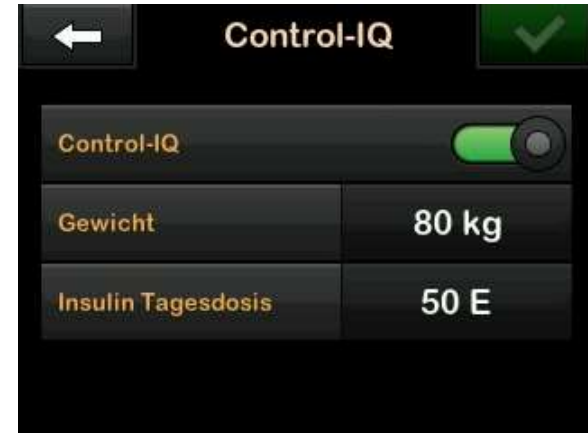 Control-IQ
Control-IQ
Gewicht
80 kg
Insulin Tagesdosis
50 E